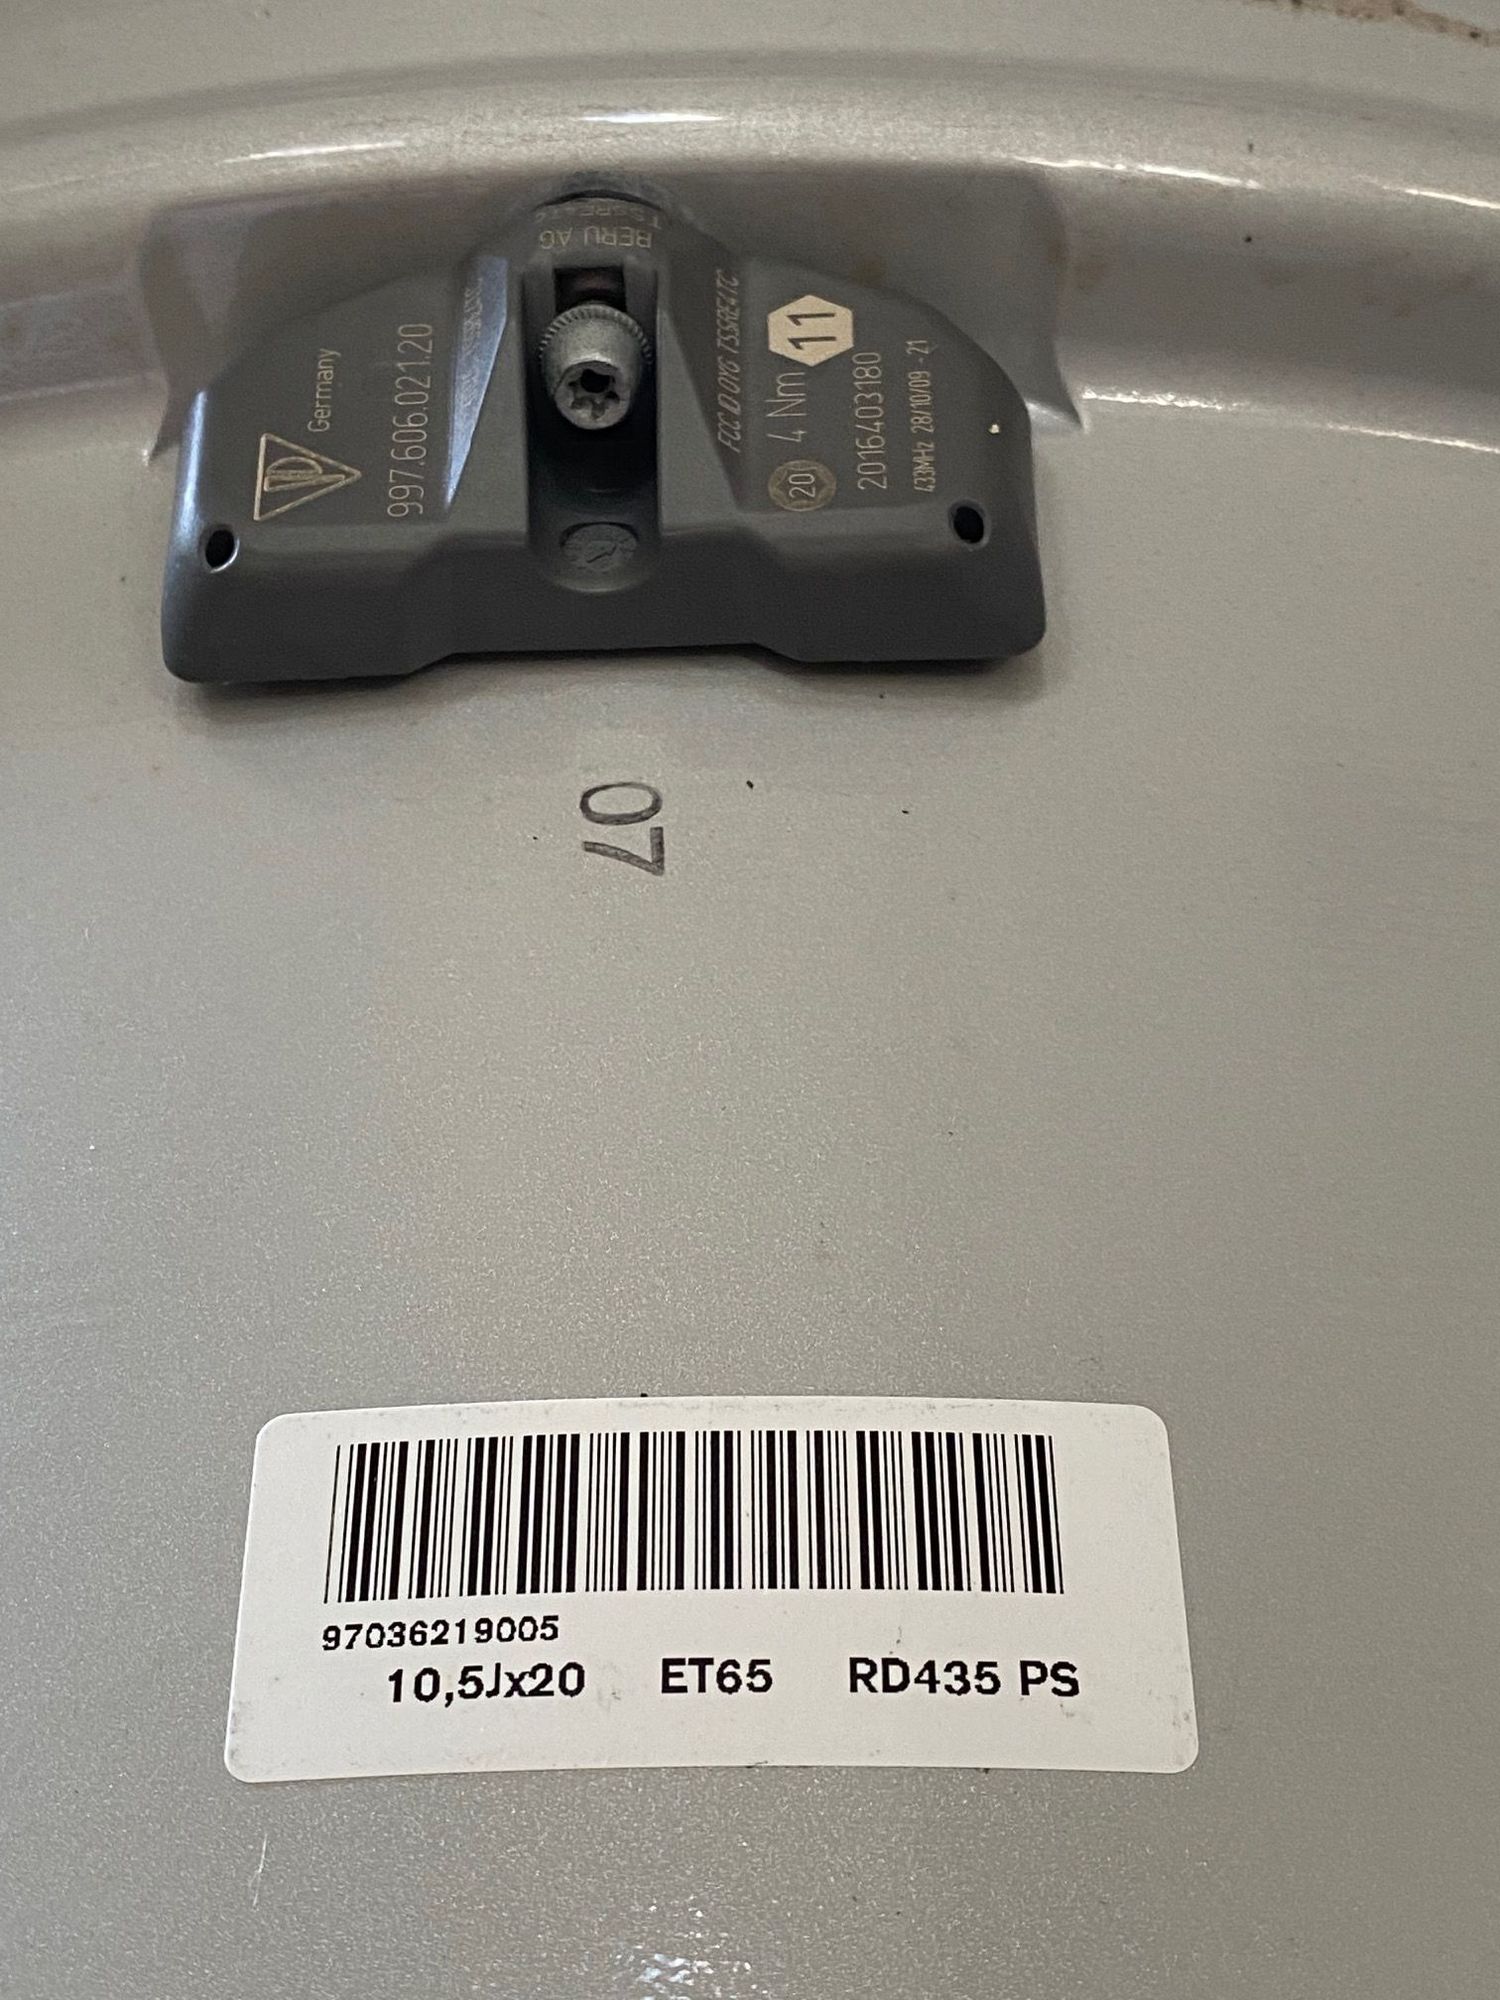 BERU AG
Germany
997.606.021.20
11
20 4 Nm
2016403180
433MHz 28/10/09 - 21
07
97036219005
10,5Jx20 ET65 RD435 PS